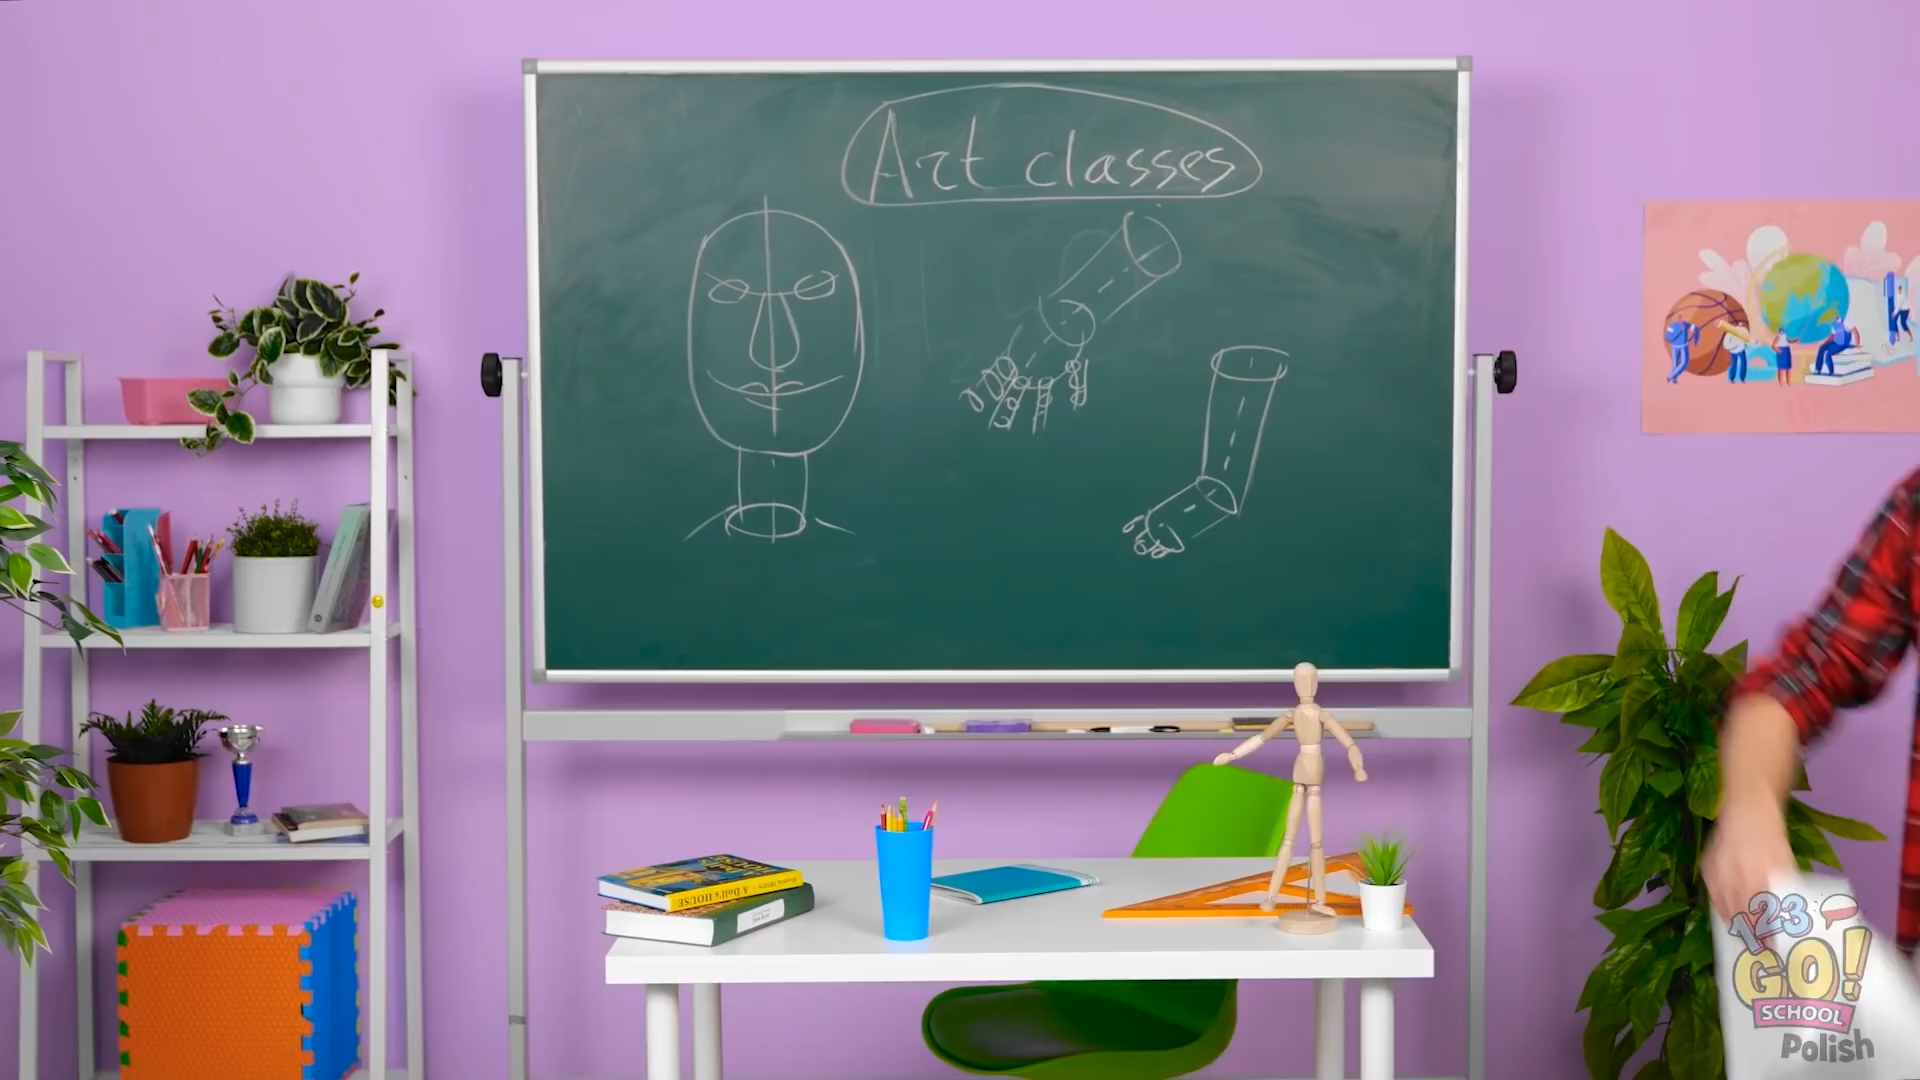 Art classes
A Doll's HOUSE
123
GO!
SCHOOL
Polish